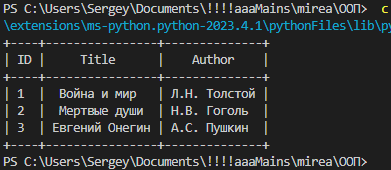 PS C:\Users\Sergey\Documents\!!!!aaaMains\mirea\ООП>  c
\extensions\ms-python.python-2023.4.1\pythonFiles\lib\py
+----+----------------+--------------+
| ID |     Title      |    Author    |
+----+----------------+--------------+
| 1  |  Война и мир   | Л.Н. Толстой |
| 2  |  Мертвые души  | Н.В. Гоголь  |
| 3  | Евгений Онегин | А.С. Пушкин  |
+----+----------------+--------------+
PS C:\Users\Sergey\Documents\!!!!aaaMains\mirea\ООП>